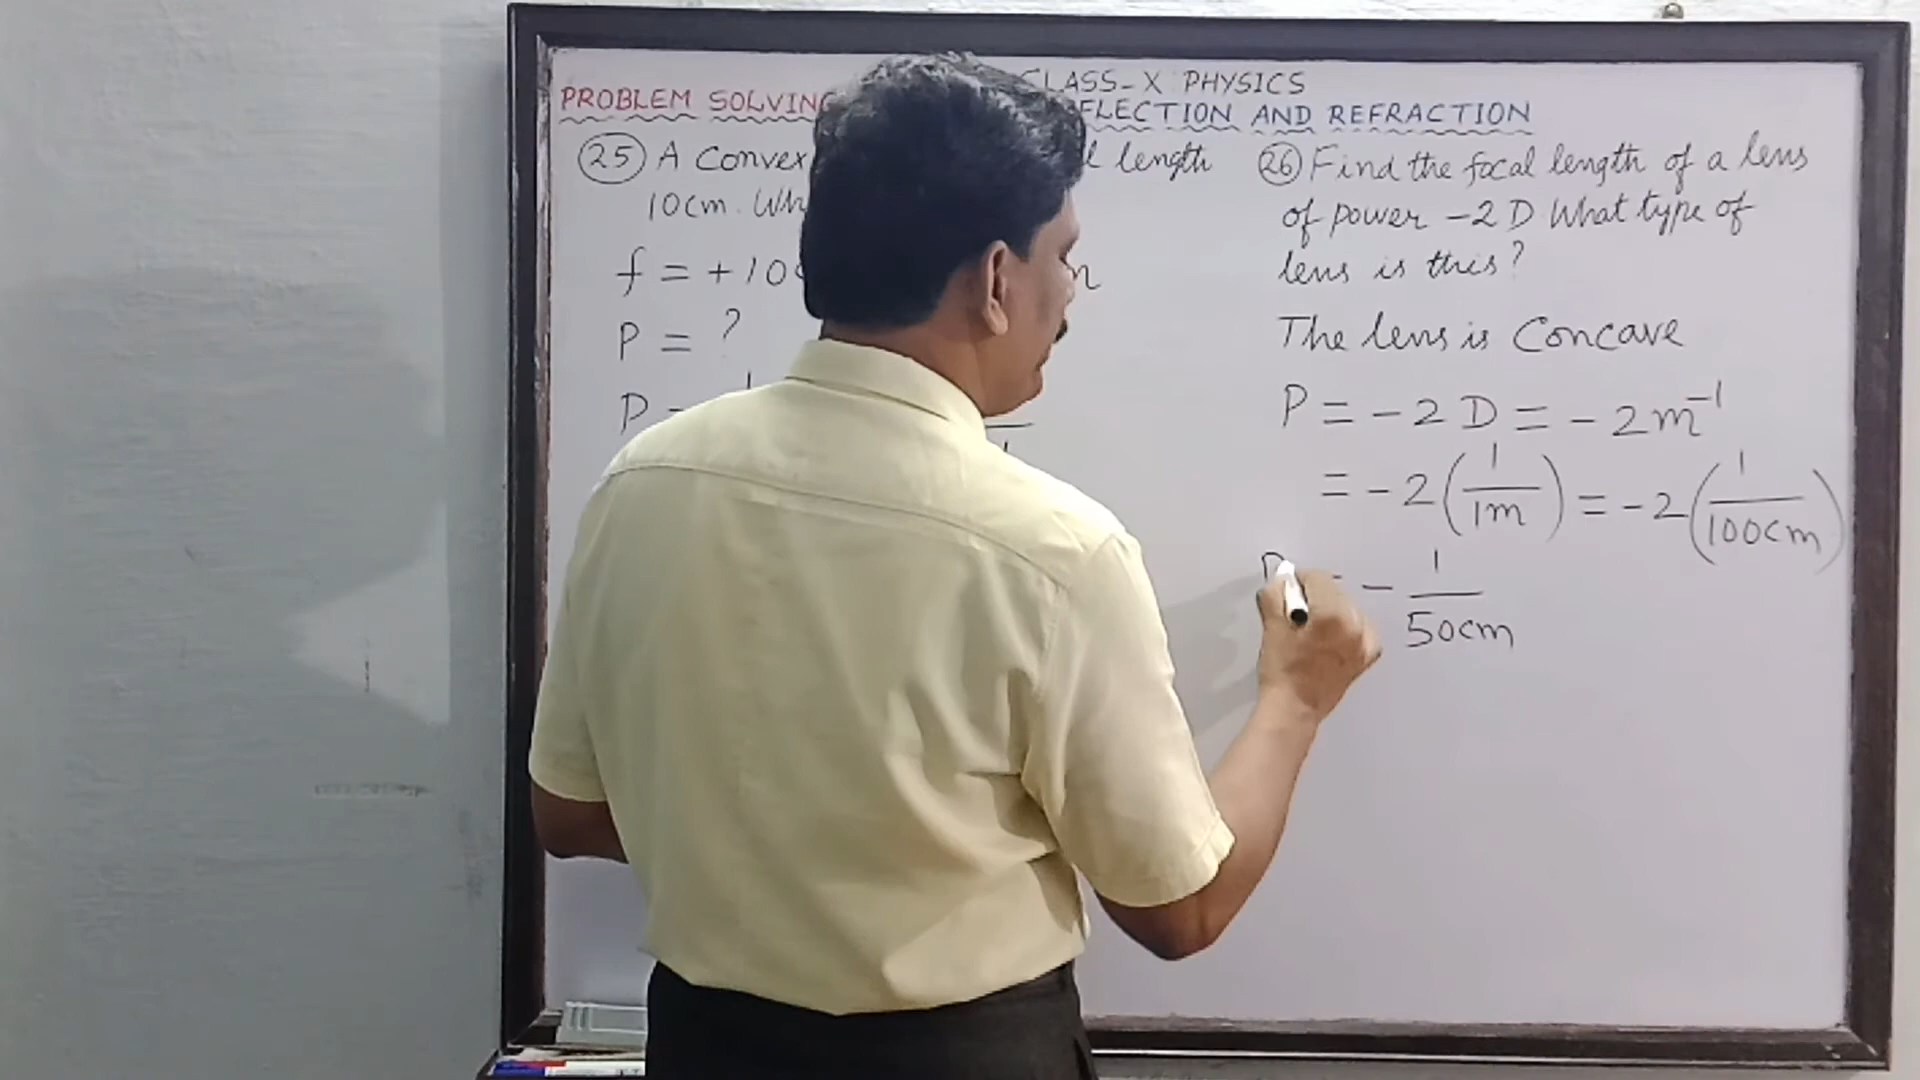 CLASS-X PHYSICS
PROBLEM SOLVING AND REFRACTION
25 A Convex length
10cm.
f = +10
P = ?
P =
26 Find the focal length of a lens
of power -2 D What type of
lens is this?
The lens is Concave
P = -2 D = -2m⁻¹
= -2(1/1m) = -2(1/100cm)
P = -1/50cm